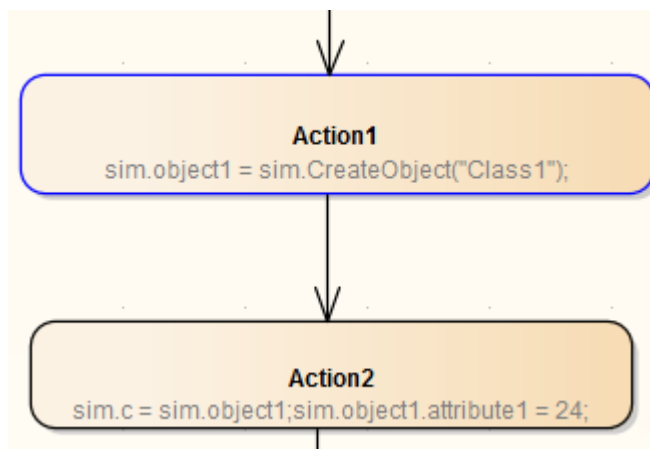 Action1
sim.object1 = sim.CreateObject("Class1");
Action2
sim.c = sim.object1;sim.object1.attribute1 = 24;